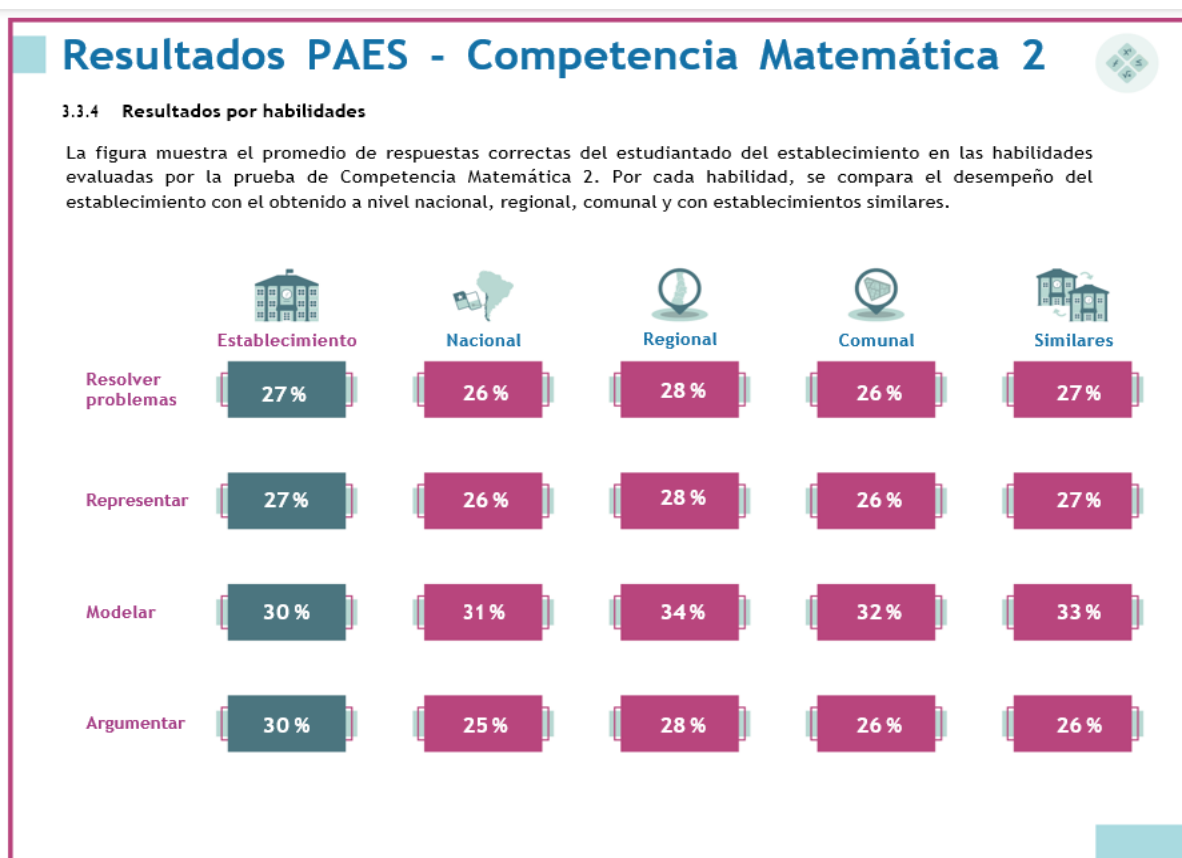 Resultados PAES - Competencia Matemática 2
3.3.4 Resultados por habilidades
La figura muestra el promedio de respuestas correctas del estudiantado del establecimiento en las habilidades
evaluadas por la prueba de Competencia Matemática 2. Por cada habilidad, se compara el desempeño del
establecimiento con el obtenido a nivel nacional, regional, comunal y con establecimientos similares.
Establecimiento Nacional Regional Comunal Similares
Resolver
problemas 27% 26% 28% 26% 27%
Representar 27% 26% 28% 26% 27%
Modelar 30% 31% 34% 32% 33%
Argumentar 30% 25% 28% 26% 26%